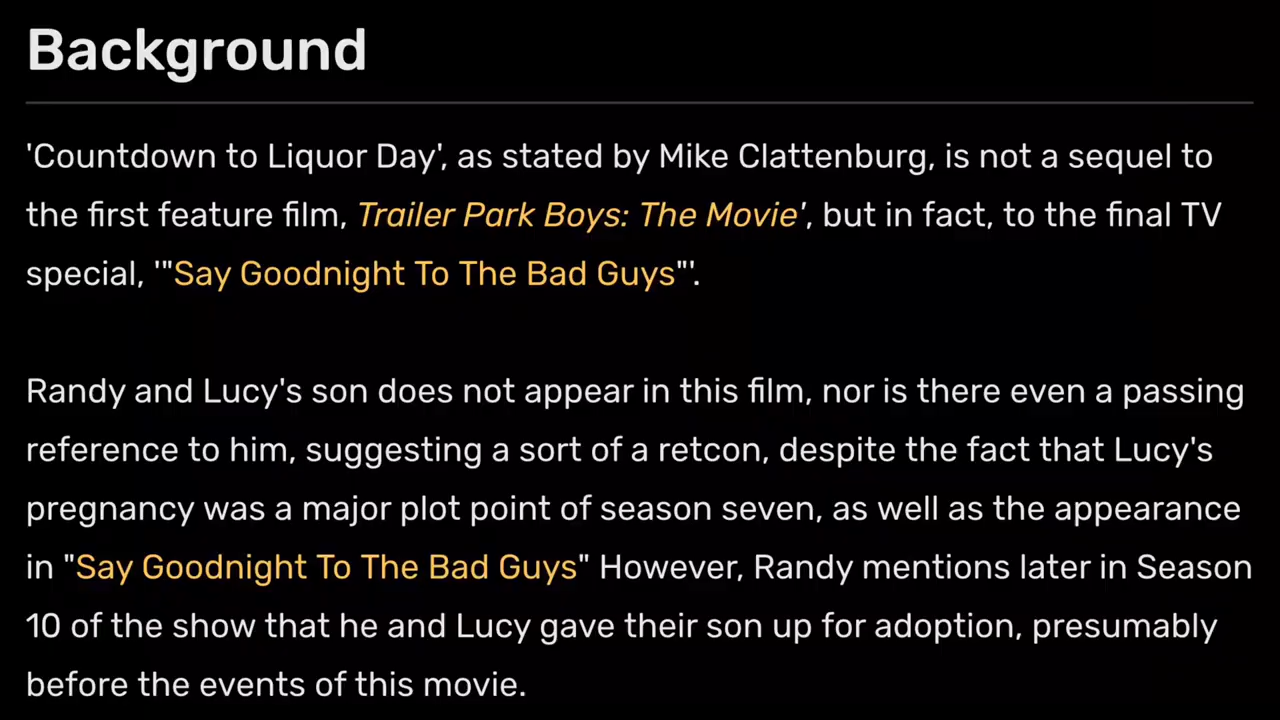 Background
'Countdown to Liquor Day', as stated by Mike Clattenburg, is not a sequel to
the first feature film, Trailer Park Boys: The Movie', but in fact, to the final TV
special, '"Say Goodnight To The Bad Guys"'.
Randy and Lucy's son does not appear in this film, nor is there even a passing
reference to him, suggesting a sort of a retcon, despite the fact that Lucy's
pregnancy was a major plot point of season seven, as well as the appearance
in "Say Goodnight To The Bad Guys" However, Randy mentions later in Season
10 of the show that he and Lucy gave their son up for adoption, presumably
before the events of this movie.